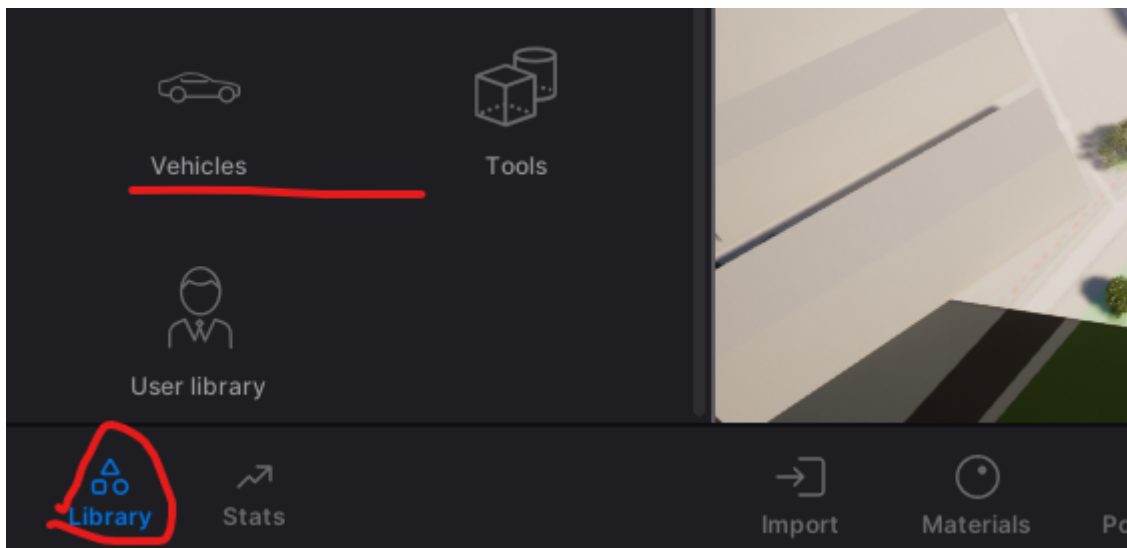 Vehicles
Tools
User library
Library
Stats
Import
Materials